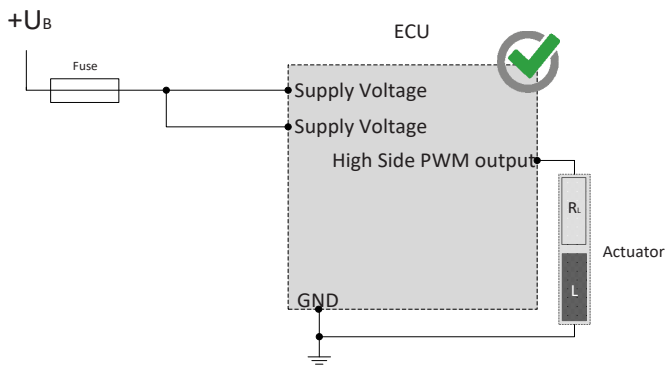 +UB
ECU
Fuse
Supply Voltage
Supply Voltage
High Side PWM output
RL
Actuator
L
GND